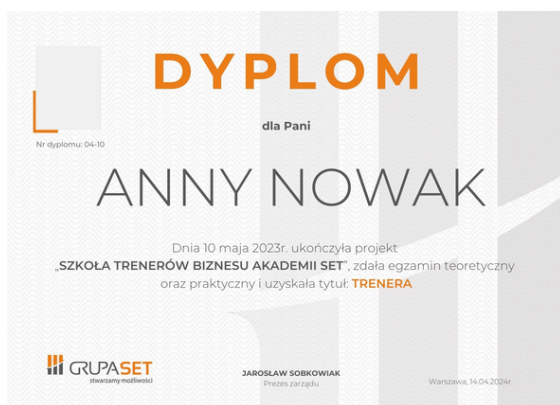 DYPLOM
dla Pani
Nr dyplomu: 04-10
ANNY NOWAK
Dnia 10 maja 2023r. ukończyła projekt
„SZKOŁA TRENERÓW BIZNESU AKADEMII SET”, zdała egzamin teoretyczny
oraz praktyczny i uzyskała tytuł: TRENERA
GRUPASET
stwarzamy możliwości
JAROSŁAW SOBKOWIAK
Prezes zarządu
Warszawa, 14.04.2024r.